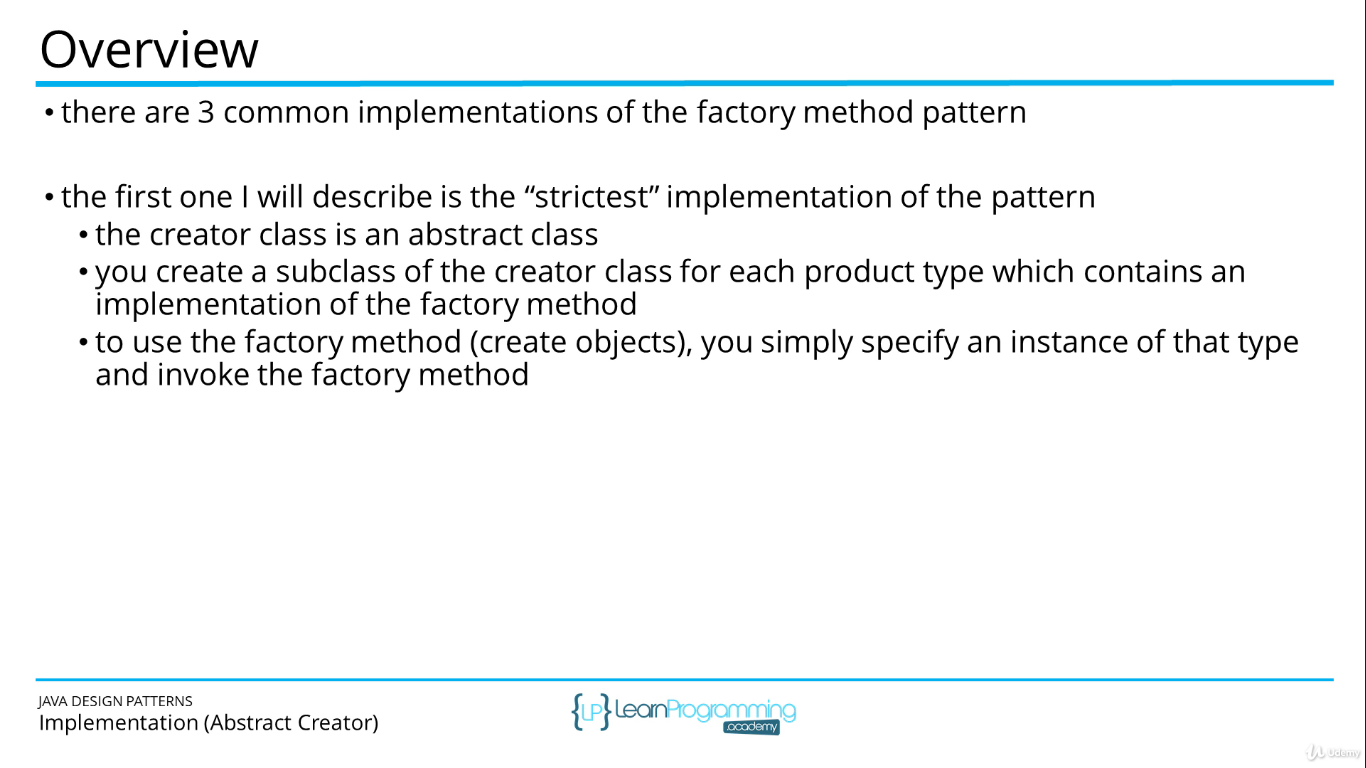 Overview
• there are 3 common implementations of the factory method pattern
• the first one I will describe is the “strictest” implementation of the pattern
• the creator class is an abstract class
• you create a subclass of the creator class for each product type which contains an
implementation of the factory method
• to use the factory method (create objects), you simply specify an instance of that type
and invoke the factory method
JAVA DESIGN PATTERNS
Implementation (Abstract Creator)
{LP} LearnProgramming
.academy
Udemy